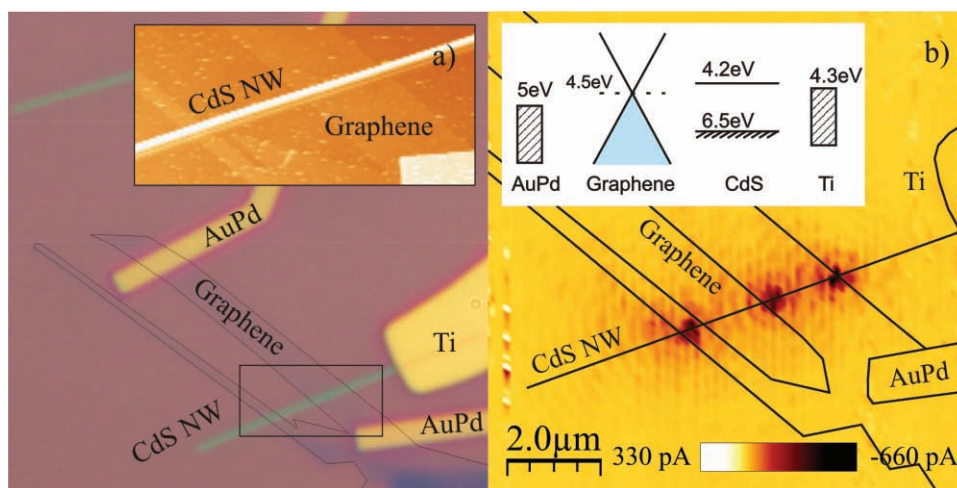 a)
CdS NW
Graphene
AuPd
Graphene
Ti
CdS NW
AuPd
b)
5eV
4.5eV
4.2eV
6.5eV
4.3eV
AuPd
Graphene
CdS
Ti
Ti
Graphene
CdS NW
AuPd
2.0µm
330 pA
-660 pA